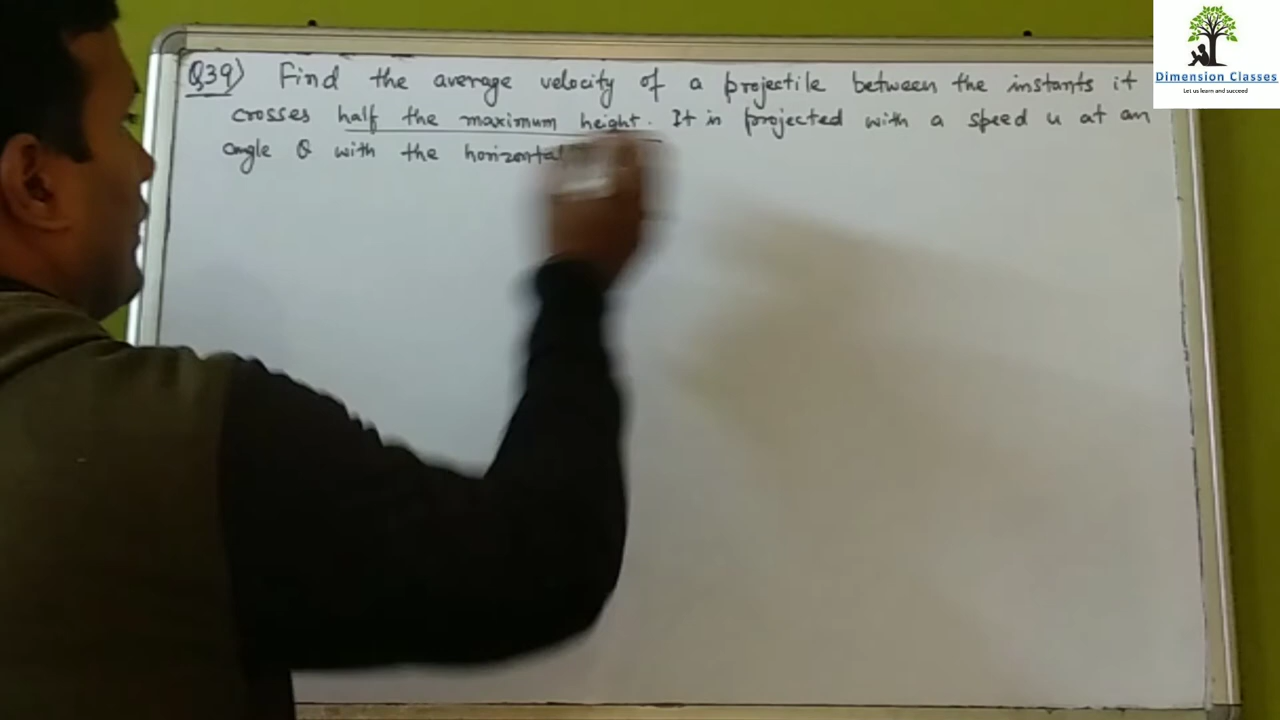 Q39) Find the average velocity of a projectile between the instants it
crosses half the maximum height. It is projected with a speed u at an
angle θ with the horizontal
Dimension Classes
Let us learn and succeed